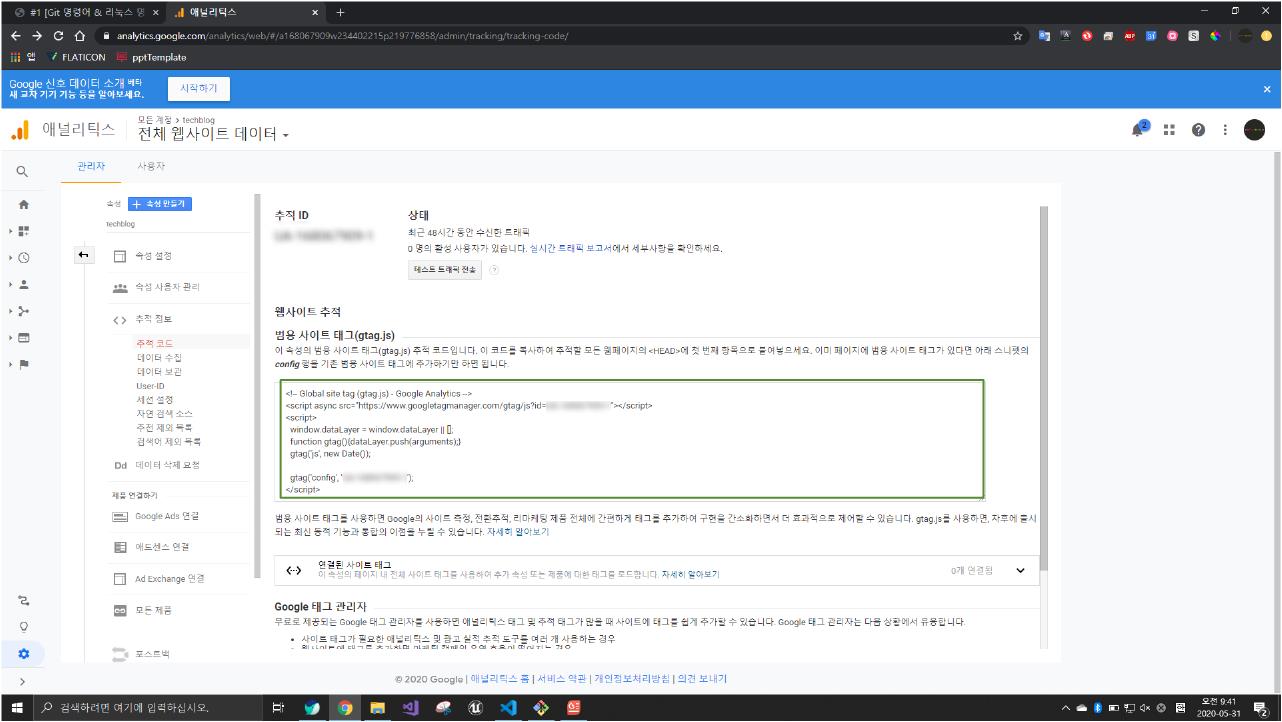 #1 [Git 명령어 & 리눅스 명
애널리틱스
analytics.google.com/analytics/web/#/a168067909w234402215p219776858/admin/tracking/tracking-code/
앱
FLATICON
pptTemplate
Google 신호 데이터 소개 베타
새 교차 기기 기능 등을 알아보세요.
시작하기
애널리틱스
모든 계정 > techblog
전체 웹사이트 데이터
2
관리자
사용자
속성
+ 속성 만들기
techblog
속성 설정
속성 사용자 관리
추적 정보
추적 코드
데이터 수집
데이터 보관
User-ID
세션 설정
자연 검색 소스
추천 제외 목록
검색어 제외 목록
Dd 데이터 삭제 요청
제품 연결하기
Google Ads 연결
애드센스 연결
Ad Exchange 연결
모든 제품
포스트백
추적 ID
상태
최근 48시간 동안 수신한 트래픽
0 명의 활성 사용자가 있습니다. 실시간 트래픽 보고서에서 세부사항을 확인하세요.
테스트 트래픽 전송
?
웹사이트 추적
범용 사이트 태그(gtag.js)
이 속성의 범용 사이트 태그(gtag.js) 추적 코드입니다. 이 코드를 복사하여 추적할 모든 웹페이지의 <HEAD>에 첫 번째 항목으로 붙여넣으세요. 이미 페이지에 범용 사이트 태그가 있다면 아래 스니펫의
config 행을 기존 범용 사이트 태그에 추가하기만 하면 됩니다.
<!-- Global site tag (gtag.js) - Google Analytics -->
<script async src="https://www.googletagmanager.com/gtag/js?id="></script>
<script>
window.dataLayer = window.dataLayer || [];
function gtag(){dataLayer.push(arguments);}
gtag('js', new Date());
gtag('config', '');
</script>
범용 사이트 태그를 사용하면 Google의 사이트 측정, 전환추적, 리마케팅 제품 전체에 간편하게 태그를 추가하여 구현을 간소화하면서 더 효과적으로 제어할 수 있습니다. gtag.js를 사용하면, 차후에 출시
되는 최신 동적 기능과 통합의 이점을 누릴 수 있습니다. 자세히 알아보기
연결된 사이트 태그
이 속성의 페이지 내 전체 사이트 태그를 사용하여 추가 속성 또는 제품에 대한 태그를 로드합니다. 자세히 알아보기
0개 연결됨
Google 태그 관리자
무료로 제공되는 Google 태그 관리자를 사용하면 애널리틱스 태그 및 추적 태그가 많을 때 사이트에 태그를 쉽게 추가할 수 있습니다. Google 태그 관리자는 다음 상황에서 유용합니다.
• 사이트 태그가 필요한 애널리틱스 및 광고 실적 추적 도구를 여러 개 사용하는 경우
© 2020 Google | 애널리틱스 홈 | 서비스 약관 | 개인정보처리방침 | 의견 보내기
검색하려면 여기에 입력하십시오.
오전 9:41
2020-05-31
2